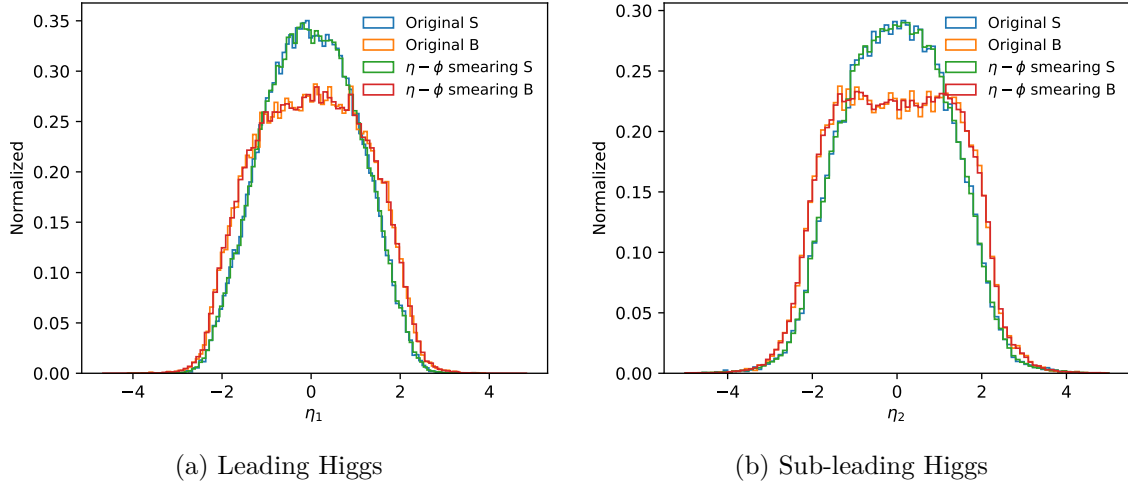 0.35
0.30
0.25
0.20
0.15
0.10
0.05
0.00
Normalized
−4
−2
0
2
4
η₁
Original S
Original B
η − ϕ smearing S
η − ϕ smearing B
(a) Leading Higgs
0.30
0.25
0.20
0.15
0.10
0.05
0.00
Normalized
−4
−2
0
2
4
η₂
Original S
Original B
η − ϕ smearing S
η − ϕ smearing B
(b) Sub-leading Higgs